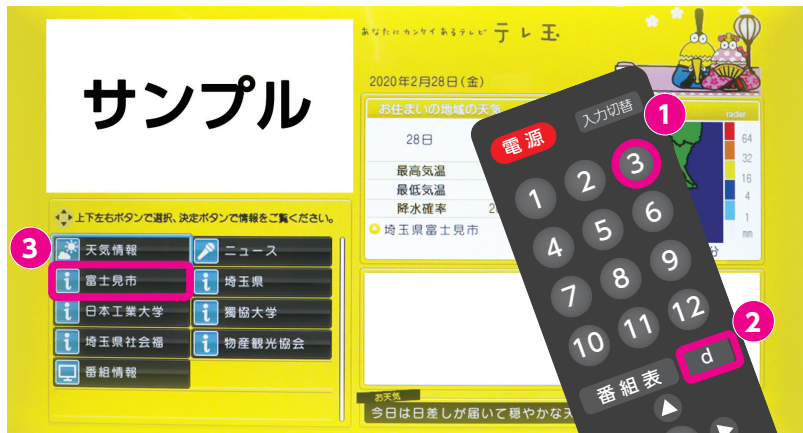 サンプル
あなたにカンケイあるテレビ テレ玉
2020年2月28日(金)
お住まいの地域の天気
28日
最高気温
最低気温
降水確率 2
埼玉県富士見市
rader
64
32
16
4
1
mm
分
上下左右ボタンで選択、決定ボタンで情報をご覧ください。
3
天気情報 ニュース
富士見市 埼玉県
日本工業大学 獨協大学
埼玉県社会福 物産観光協会
番組情報
お天気
今日は日差しが届いて穏やかな天
電源 入力切替 1
1 2 3
4 5 6
7 8 9
10 11 12
2
番組表 d